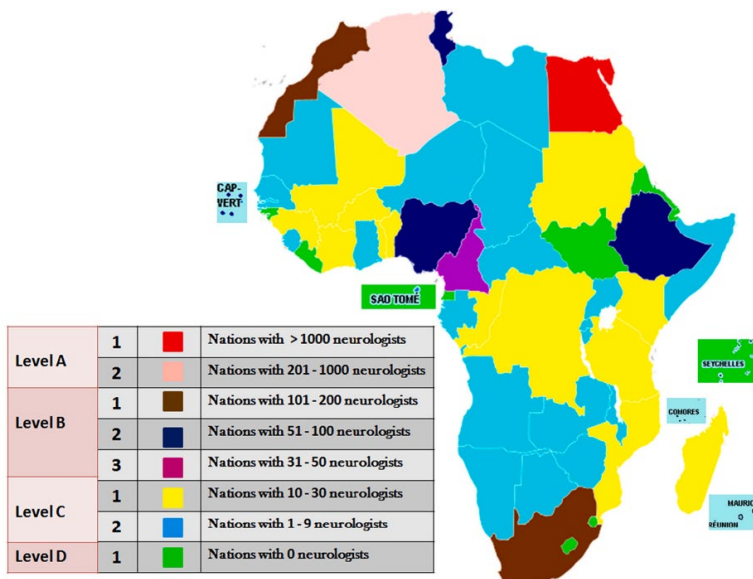 CAP-
VERT
SAO TOMÉ
SEYCHELLES
COMORES
MAURIC
RÉUNION
Level A
1 Nations with > 1000 neurologists
2 Nations with 201 - 1000 neurologists
Level B
1 Nations with 101 - 200 neurologists
2 Nations with 51 - 100 neurologists
3 Nations with 31 - 50 neurologists
Level C
1 Nations with 10 - 30 neurologists
2 Nations with 1 - 9 neurologists
Level D
1 Nations with 0 neurologists